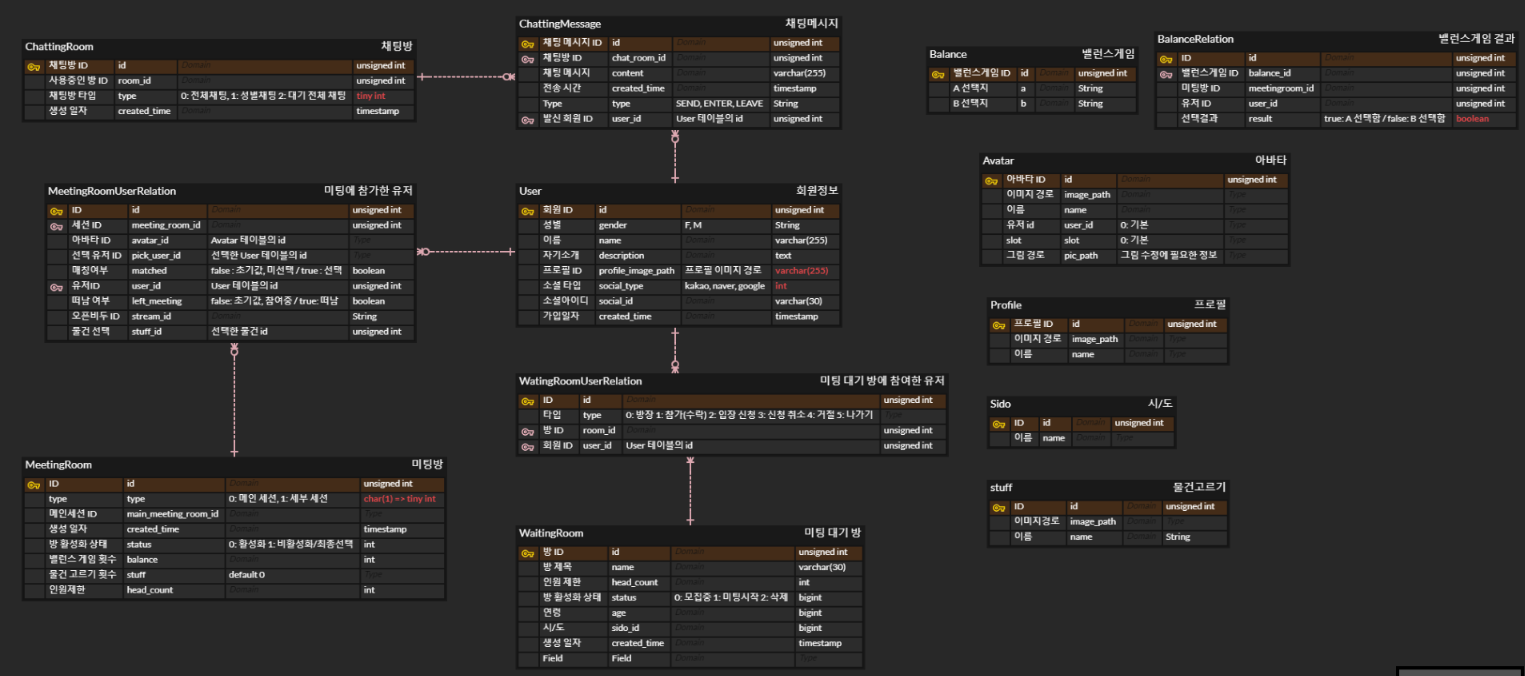 ChattingRoom 채팅방
채팅방 ID id Domain unsigned int
사용중인 방 ID room_id Domain unsigned int
채팅방 타입 type 0: 전체채팅, 1: 성별채팅 2: 대기 전체 채팅 tiny int
생성 일자 created_time Domain timestamp
ChattingMessage 채팅메시지
채팅 메시지 ID id Domain unsigned int
채팅방 ID chat_room_id Domain unsigned int
채팅 메시지 content Domain varchar(255)
전송 시간 created_time Domain timestamp
Type type SEND, ENTER, LEAVE String
발신 회원 ID user_id User 테이블의 id unsigned int
Balance 밸런스게임
밸런스게임 ID id Domain unsigned int
A 선택지 a Domain String
B 선택지 b Domain String
BalanceRelation 밸런스게임 결과
ID id Domain unsigned int
밸런스게임 ID balance_id Domain unsigned int
미팅방 ID meetingroom_id Domain unsigned int
유저 ID user_id Domain unsigned int
선택결과 result true: A 선택함 / false: B 선택함 boolean
MeetingRoomUserRelation 미팅에 참가한 유저
ID id Domain unsigned int
세션 ID meeting_room_id Domain unsigned int
아바타 ID avatar_id Avatar 테이블의 id Type
선택 유저 ID pick_user_id 선택한 User 테이블의 id Type
매칭여부 matched false : 초기값, 미선택 / true : 선택 boolean
유저ID user_id User 테이블의 id unsigned int
떠남 여부 left_meeting false: 초기값, 참여중 / true: 떠남 boolean
오픈비두 ID stream_id Domain String
물건 선택 stuff_id 선택한 물건 id unsigned int
User 회원정보
회원 ID id Domain unsigned int
성별 gender F, M String
이름 name Domain varchar(255)
자기소개 description Domain text
프로필 ID profile_image_path 프로필 이미지 경로 varchar(255)
소셜 타입 social_type kakao, naver, google int
소셜아이디 social_id Domain varchar(30)
가입일자 created_time Domain timestamp
Avatar 아바타
아바타 ID id Domain unsigned int
이미지 경로 image_path Domain Type
이름 name Domain Type
유저 id user_id 0: 기본 Type
slot slot 0: 기본 Type
그림 경로 pic_path 그림 수정에 필요한 정보 Type
Profile 프로필
프로필 ID id Domain unsigned int
이미지 경로 image_path Domain Type
이름 name Domain Type
WatingRoomUserRelation 미팅 대기 방에 참여한 유저
ID id Domain unsigned int
타입 type 0: 방장 1: 참가(수락) 2: 입장 신청 3: 신청 취소 4: 거절 5: 나가기 Type
방 ID room_id Domain unsigned int
회원 ID user_id User 테이블의 id unsigned int
Sido 시/도
ID id Domain unsigned int
이름 name Domain Type
MeetingRoom 미팅방
ID id Domain unsigned int
type type 0: 메인 세션, 1: 세부 세션 char(1) => tiny int
메인세션 ID main_meeting_room_id Domain Type
생성 일자 created_time Domain timestamp
방 활성화 상태 status 0: 활성화 1: 비활성화/최종선택 int
밸런스 게임 횟수 balance Domain int
물건 고르기 횟수 stuff default 0 Type
인원제한 head_count Domain int
stuff 물건고르기
ID id Domain unsigned int
이미지경로 image_path Domain Type
이름 name Domain String
WaitingRoom 미팅 대기 방
방 ID id Domain unsigned int
방 제목 name Domain varchar(30)
인원 제한 head_count Domain int
방 활성화 상태 status 0: 모집중 1: 미팅시작 2: 삭제 bigint
연령 age Domain bigint
시/도 sido_id Domain bigint
생성 일자 created_time Domain timestamp
Field Field Domain Type